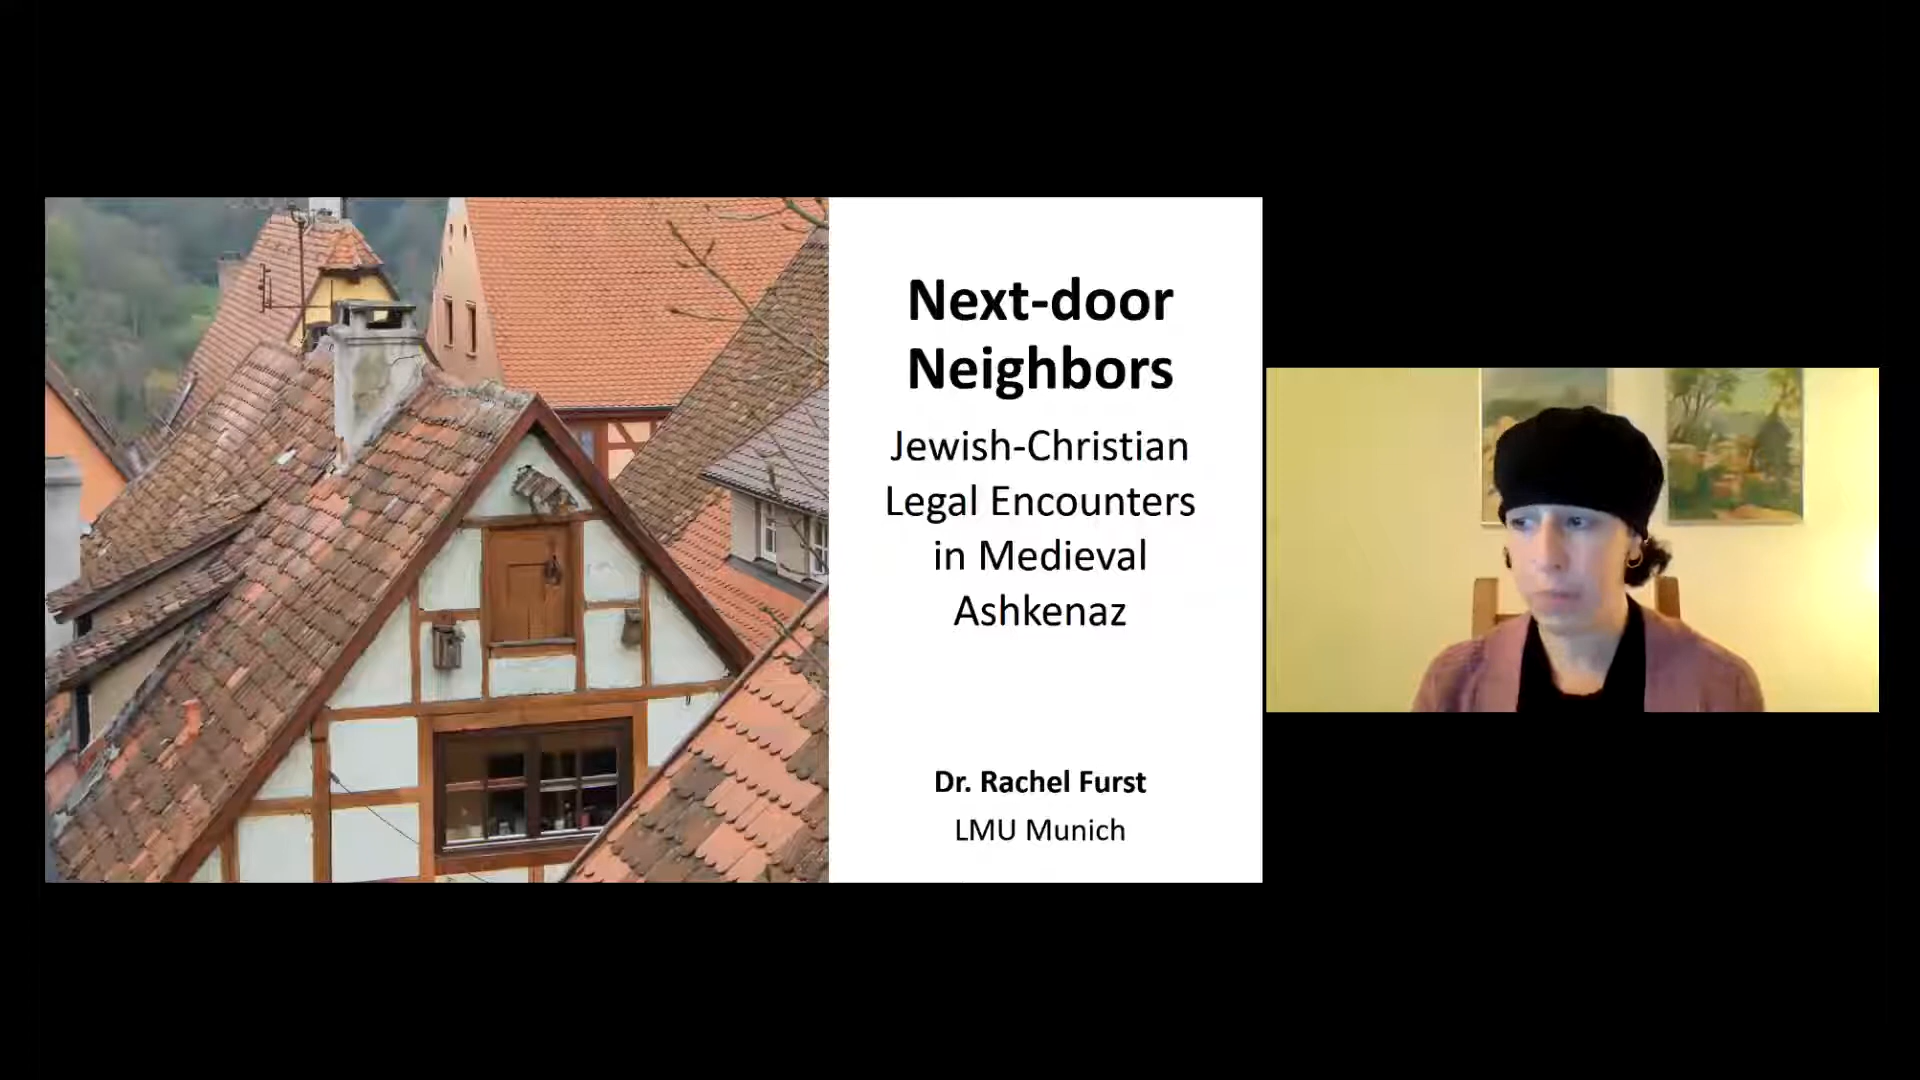 Next-door
Neighbors
Jewish-Christian
Legal Encounters
in Medieval
Ashkenaz
Dr. Rachel Furst
LMU Munich